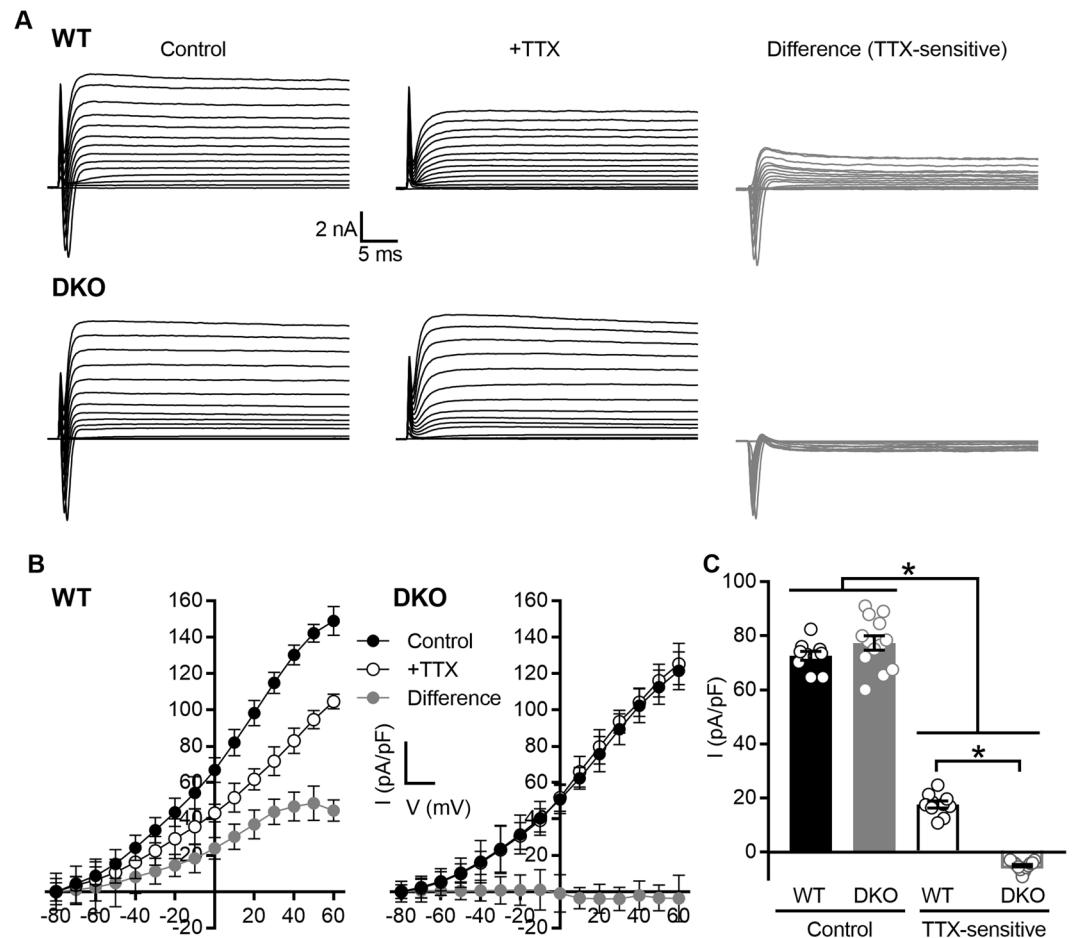 A
WT
Control
+TTX
Difference (TTX-sensitive)
2 nA
5 ms
DKO
B
WT
160
140
120
100
80
60
40
20
-20
-80
-60
-40
-20
20
40
60
DKO
Control
+TTX
Difference
I (pA/pF)
V (mV)
160
140
120
100
80
60
40
20
-20
-80
-60
-40
-20
20
40
60
C
*
*
100
80
60
40
20
0
I (pA/pF)
WT
DKO
WT
DKO
Control
TTX-sensitive